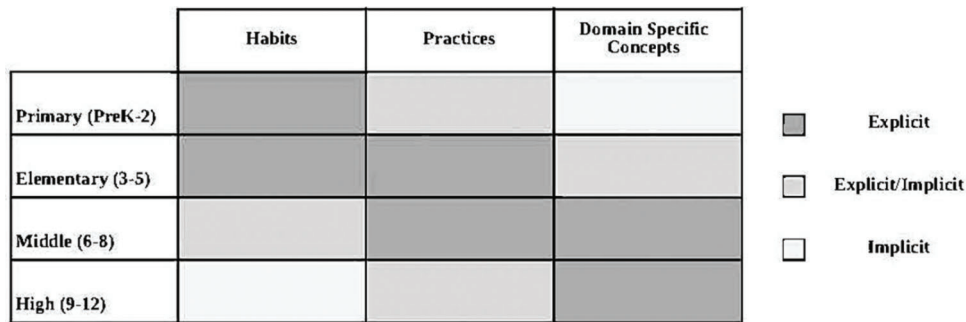 Habits
Practices
Domain Specific
Concepts
Primary (PreK-2)
Elementary (3-5)
Middle (6-8)
High (9-12)
Explicit
Explicit/Implicit
Implicit